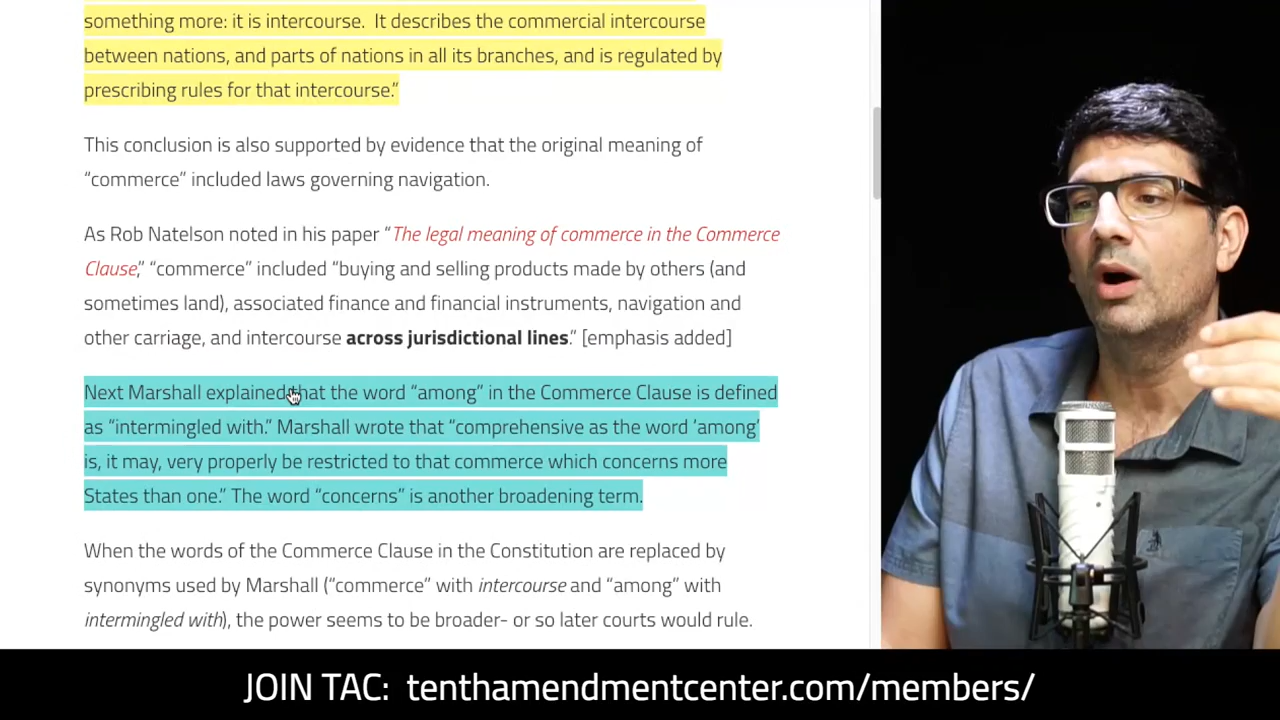 something more: it is intercourse.  It describes the commercial intercourse
between nations, and parts of nations in all its branches, and is regulated by
prescribing rules for that intercourse.”
This conclusion is also supported by evidence that the original meaning of
“commerce” included laws governing navigation.
As Rob Natelson noted in his paper “The legal meaning of commerce in the Commerce
Clause,” “commerce” included “buying and selling products made by others (and
sometimes land), associated finance and financial instruments, navigation and
other carriage, and intercourse across jurisdictional lines.” [emphasis added]
Next Marshall explained that the word “among” in the Commerce Clause is defined
as “intermingled with.” Marshall wrote that “comprehensive as the word ‘among’
is, it may, very properly be restricted to that commerce which concerns more
States than one.” The word “concerns” is another broadening term.
When the words of the Commerce Clause in the Constitution are replaced by
synonyms used by Marshall (“commerce” with intercourse and “among” with
intermingled with), the power seems to be broader- or so later courts would rule.
JOIN TAC: tenthamendmentcenter.com/members/